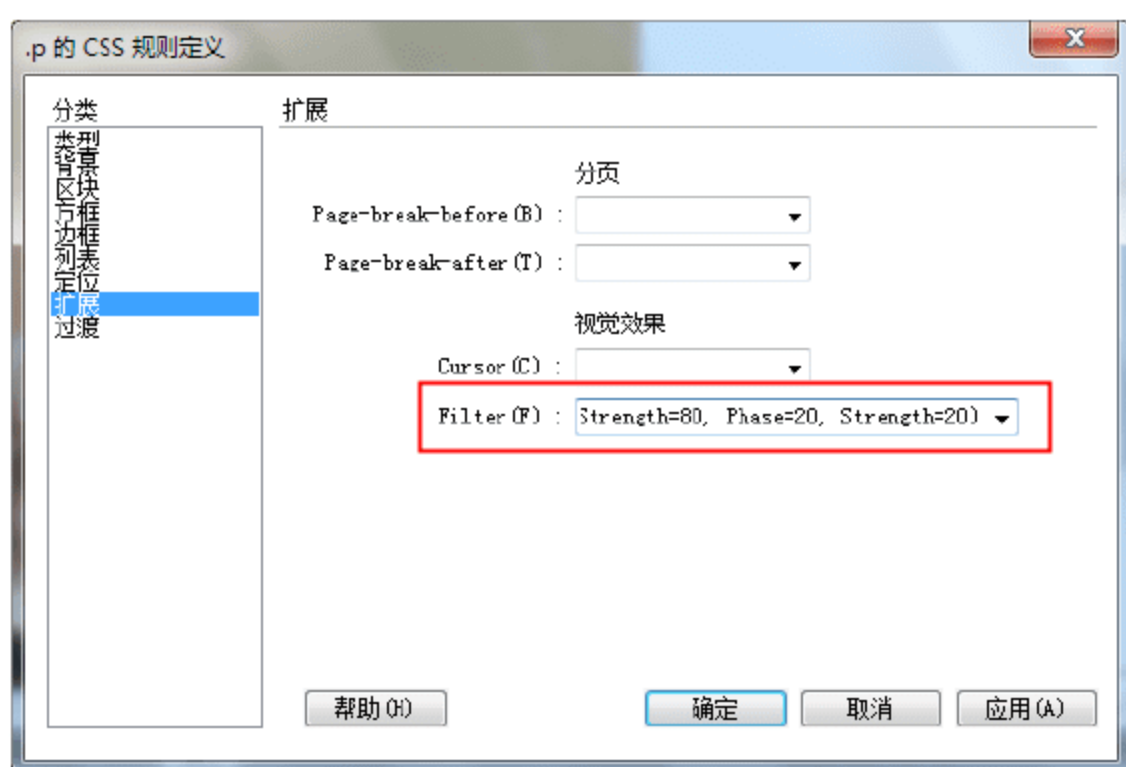 .p 的 CSS 规则定义
分类
类型
背景
区块
方框
边框
列表
定位
扩展
过渡
扩展
分页
Page-break-before(B) :
Page-break-after(T) :
视觉效果
Cursor(C) :
Filter(F) : Strength=80, Phase=20, Strength=20)
帮助(H)
确定
取消
应用(A)